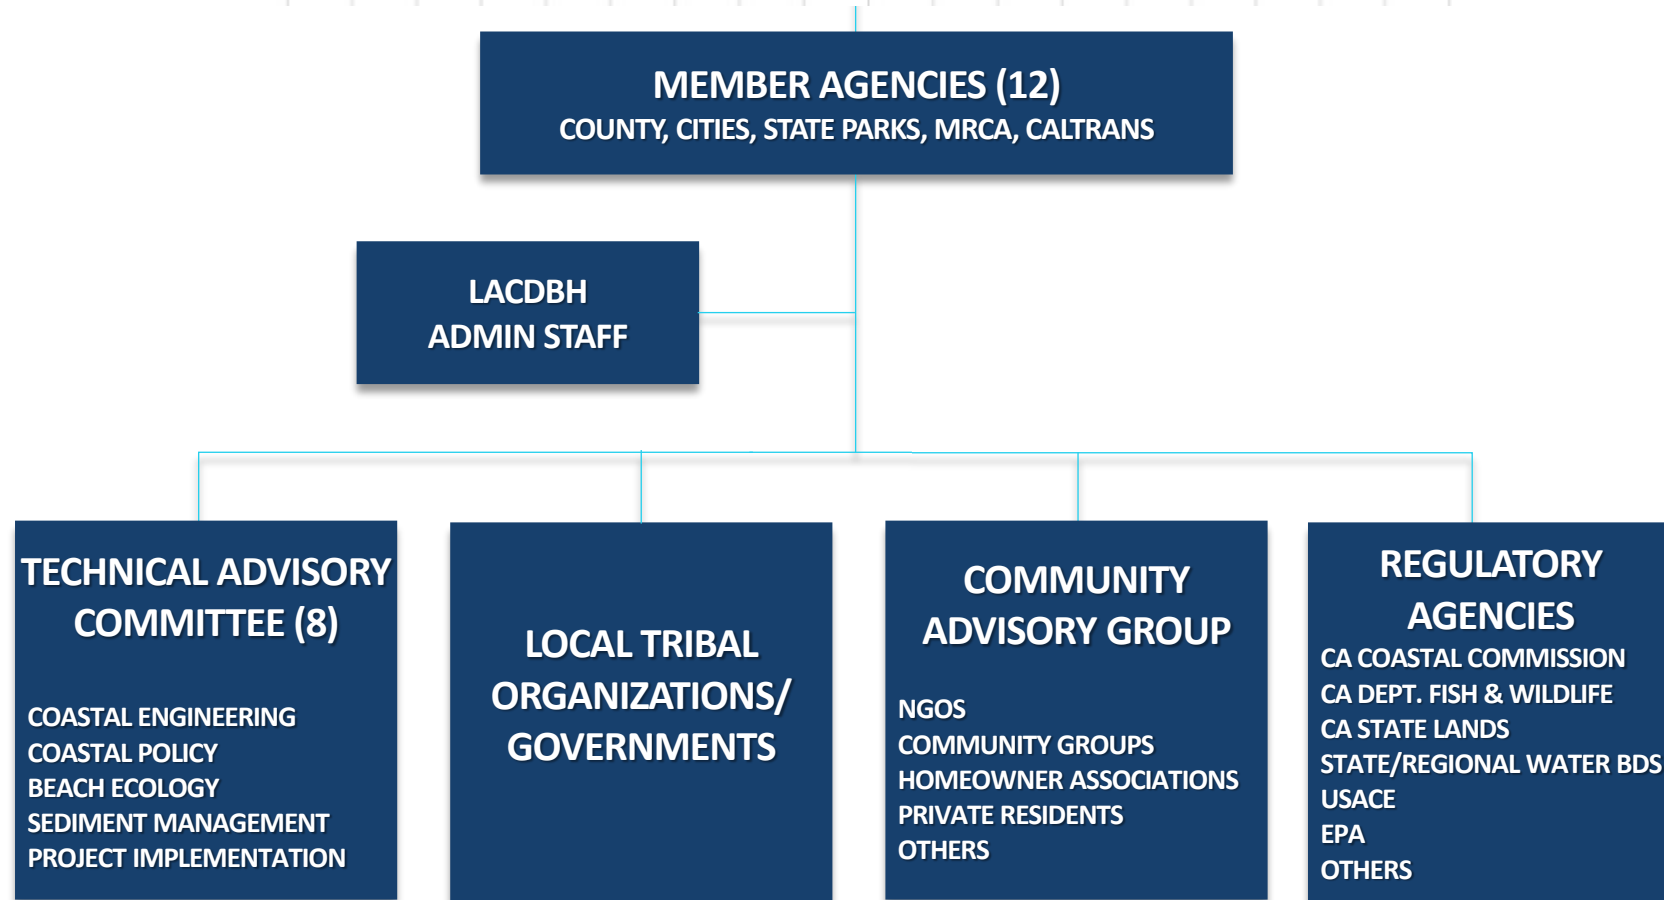 MEMBER AGENCIES (12)
COUNTY, CITIES, STATE PARKS, MRCA, CALTRANS
LACDBH
ADMIN STAFF
TECHNICAL ADVISORY
COMMITTEE (8)
COASTAL ENGINEERING
COASTAL POLICY
BEACH ECOLOGY
SEDIMENT MANAGEMENT
PROJECT IMPLEMENTATION
LOCAL TRIBAL
ORGANIZATIONS/
GOVERNMENTS
COMMUNITY
ADVISORY GROUP
NGOS
COMMUNITY GROUPS
HOMEOWNER ASSOCIATIONS
PRIVATE RESIDENTS
OTHERS
REGULATORY
AGENCIES
CA COASTAL COMMISSION
CA DEPT. FISH & WILDLIFE
CA STATE LANDS
STATE/REGIONAL WATER BDS
USACE
EPA
OTHERS